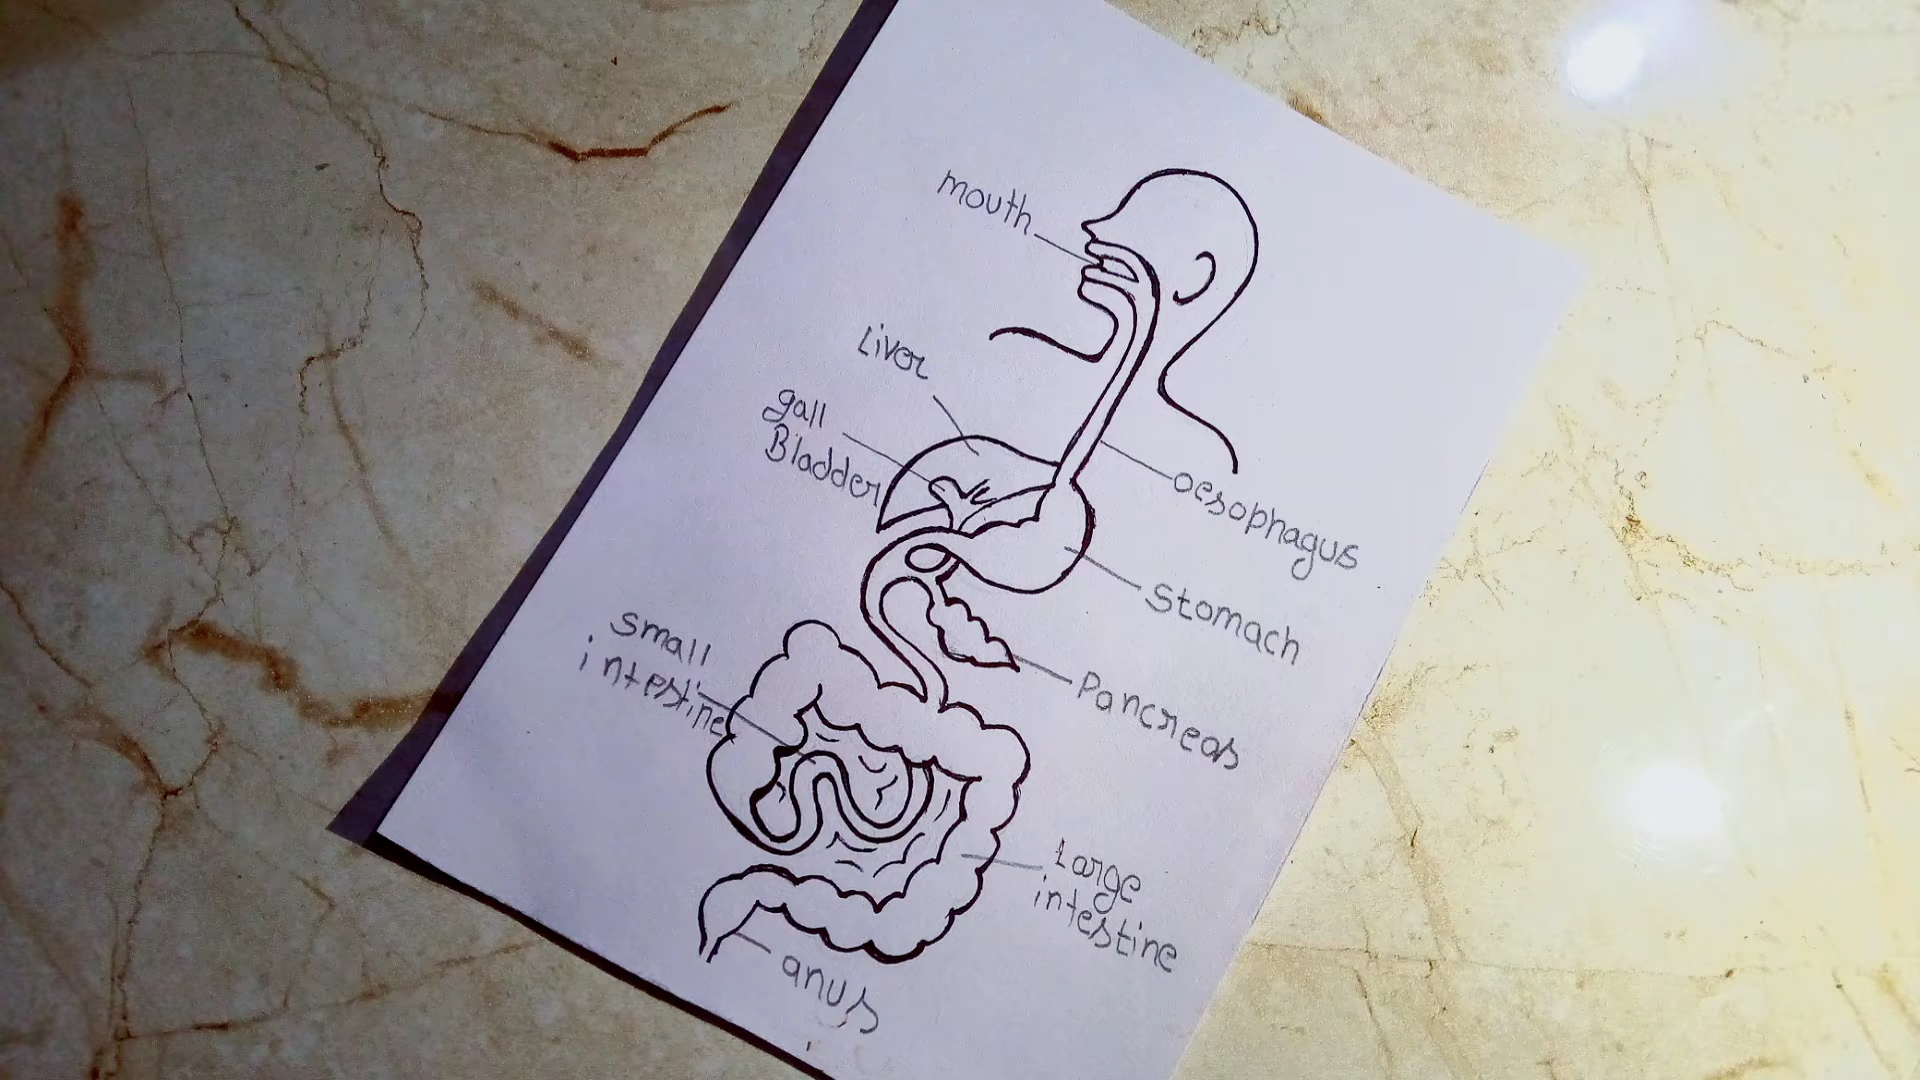 mouth
Liver
gall
Bladder
oesophagus
Stomach
Pancreas
Small
intestine
Large
intestine
anus